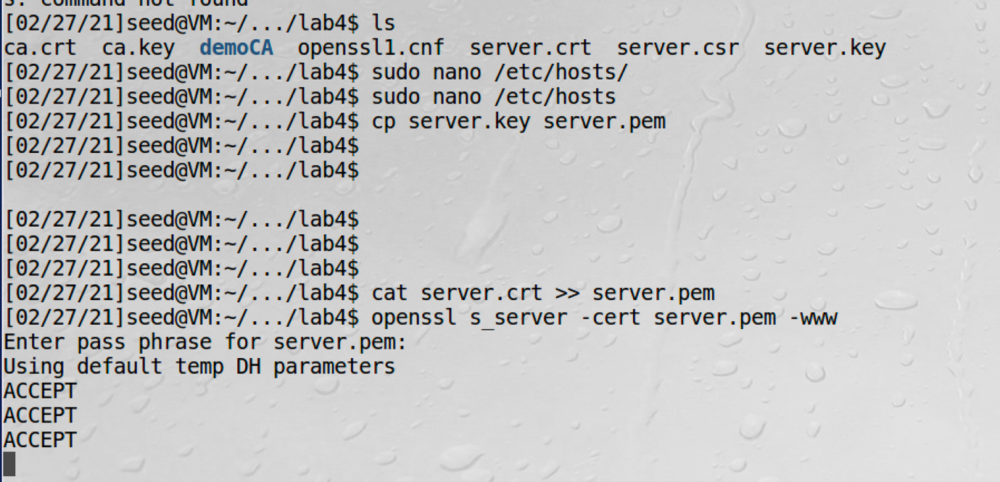 s: command not found
[02/27/21]seed@VM:~/.../lab4$ ls
ca.crt  ca.key  demoCA  openssl1.cnf  server.crt  server.csr  server.key
[02/27/21]seed@VM:~/.../lab4$ sudo nano /etc/hosts/
[02/27/21]seed@VM:~/.../lab4$ sudo nano /etc/hosts
[02/27/21]seed@VM:~/.../lab4$ cp server.key server.pem
[02/27/21]seed@VM:~/.../lab4$
[02/27/21]seed@VM:~/.../lab4$
[02/27/21]seed@VM:~/.../lab4$
[02/27/21]seed@VM:~/.../lab4$
[02/27/21]seed@VM:~/.../lab4$
[02/27/21]seed@VM:~/.../lab4$ cat server.crt >> server.pem
[02/27/21]seed@VM:~/.../lab4$ openssl s_server -cert server.pem -www
Enter pass phrase for server.pem:
Using default temp DH parameters
ACCEPT
ACCEPT
ACCEPT